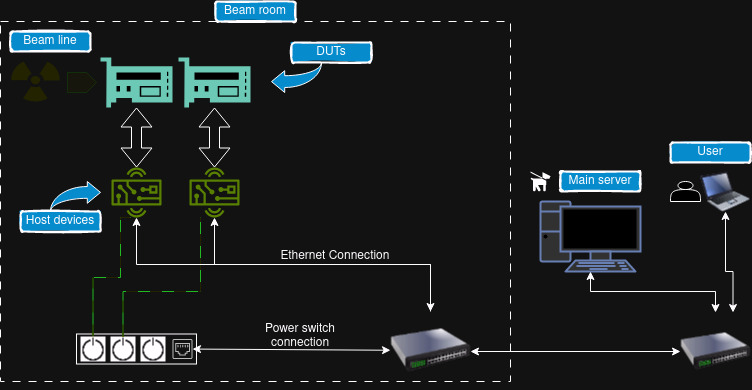 Beam room
Beam line
DUTs
User
Main server
Host devices
Ethernet Connection
Power switch
connection